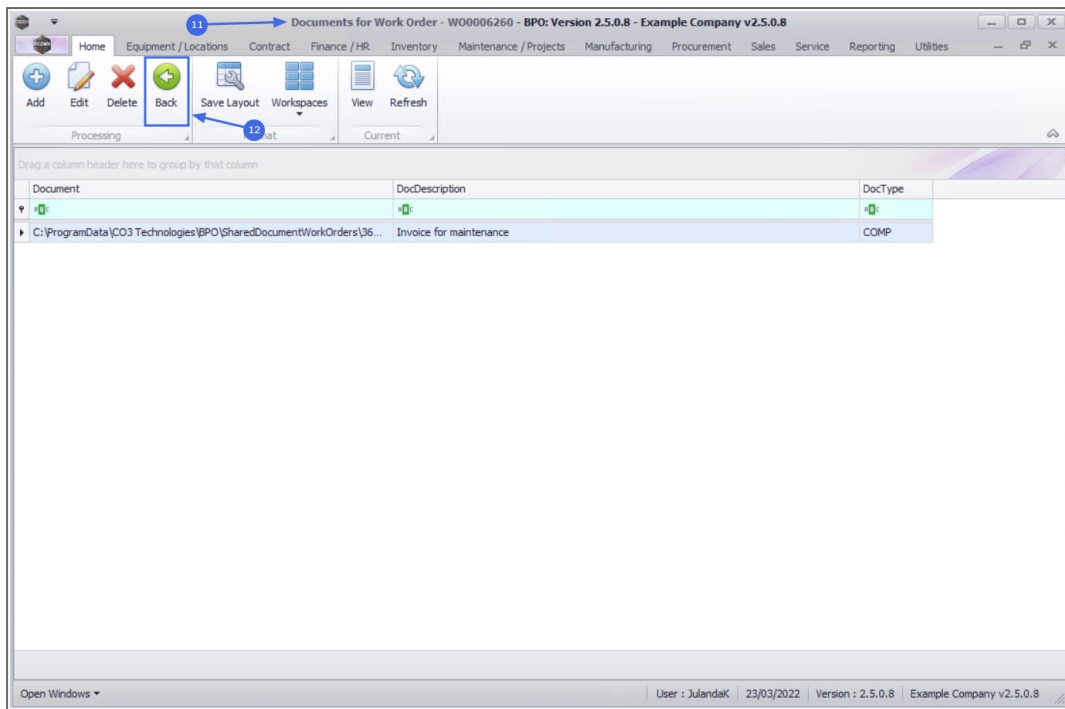 11
Documents for Work Order - WO0006260 - BPO: Version 2.5.0.8 - Example Company v2.5.0.8
Home Equipment / Locations Contract Finance / HR Inventory Maintenance / Projects Manufacturing Procurement Sales Service Reporting Utilities
Add Edit Delete Back Save Layout Workspaces View Refresh
12
Processing Current
Drag a column header here to group by that column
Document DocDescription DocType
C:\ProgramData\CO3 Technologies\BPO\SharedDocumentWorkOrders\36... Invoice for maintenance COMP
Open Windows User : JulandaK 23/03/2022 Version : 2.5.0.8 Example Company v2.5.0.8